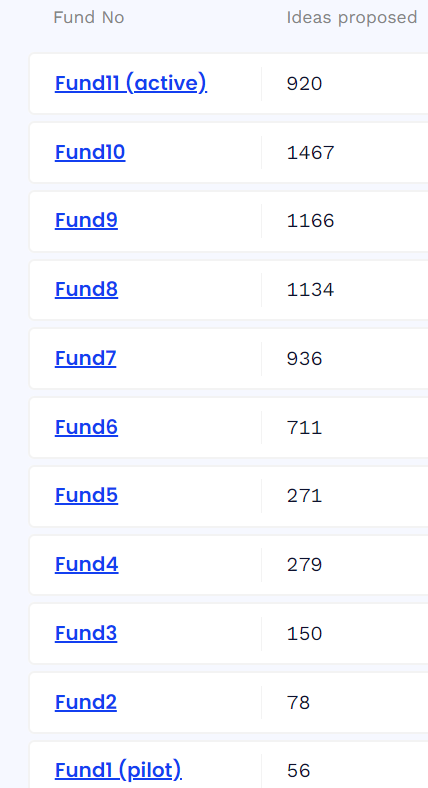 Fund No Ideas proposed
Fund11 (active) 920
Fund10 1467
Fund9 1166
Fund8 1134
Fund7 936
Fund6 711
Fund5 271
Fund4 279
Fund3 150
Fund2 78
Fund1 (pilot) 56